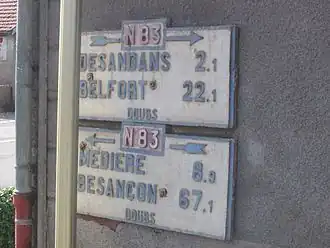 N83
DESANDANS 2.1
BELFORT 22.1
DOUBS
N83
MEDIERE 8.9
BESANCON 67.1
DOUBS